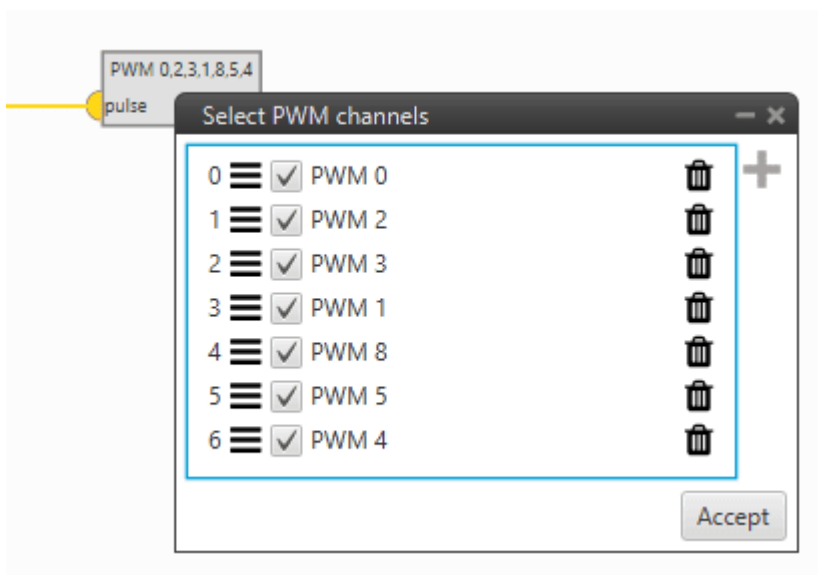 PWM 0,2,3,1,8,5,4
pulse
Select PWM channels
0 PWM 0
1 PWM 2
2 PWM 3
3 PWM 1
4 PWM 8
5 PWM 5
6 PWM 4
Accept